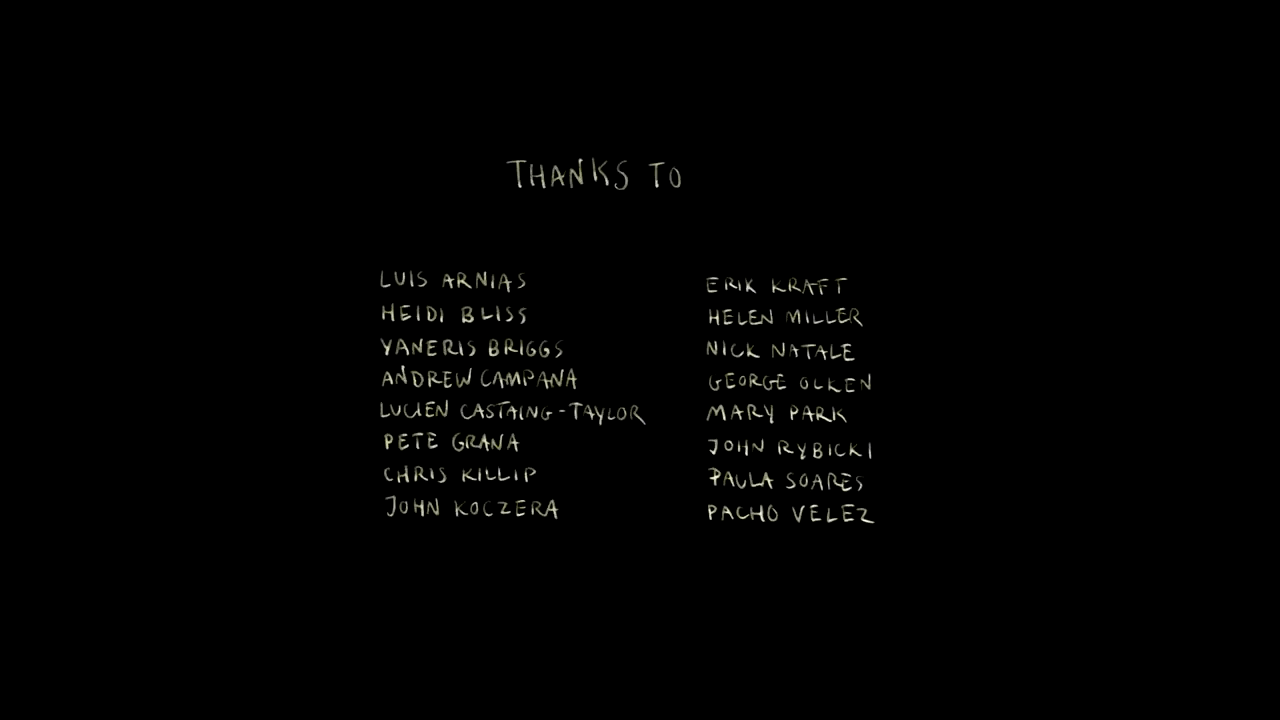 THANKS TO
LUIS ARNIAS
HEIDI BLISS
YANERIS BRIGGS
ANDREW CAMPANA
LUCIEN CASTAING-TAYLOR
PETE GRANA
CHRIS KILLIP
JOHN KOCZERA
ERIK KRAFT
HELEN MILLER
NICK NATALE
GEORGE OLKEN
MARY PARK
JOHN RYBICKI
PAULA SOARES
PACHO VELEZ